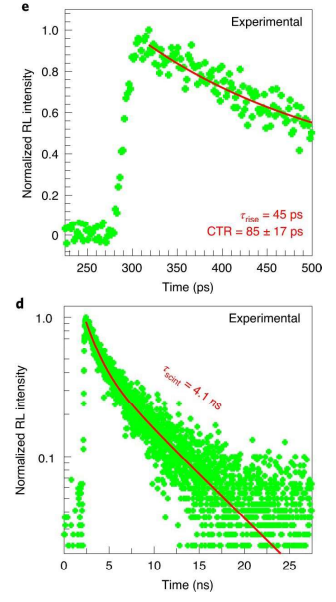 e
Experimental
Normalized RL intensity
1.0
0.8
0.6
0.4
0.2
0
τrise = 45 ps
CTR = 85 ± 17 ps
250 300 350 400 450 500
Time (ps)
d
Experimental
Normalized RL intensity
1.0
0.1
τscint = 4.1 ns
0 5 10 15 20 25
Time (ns)